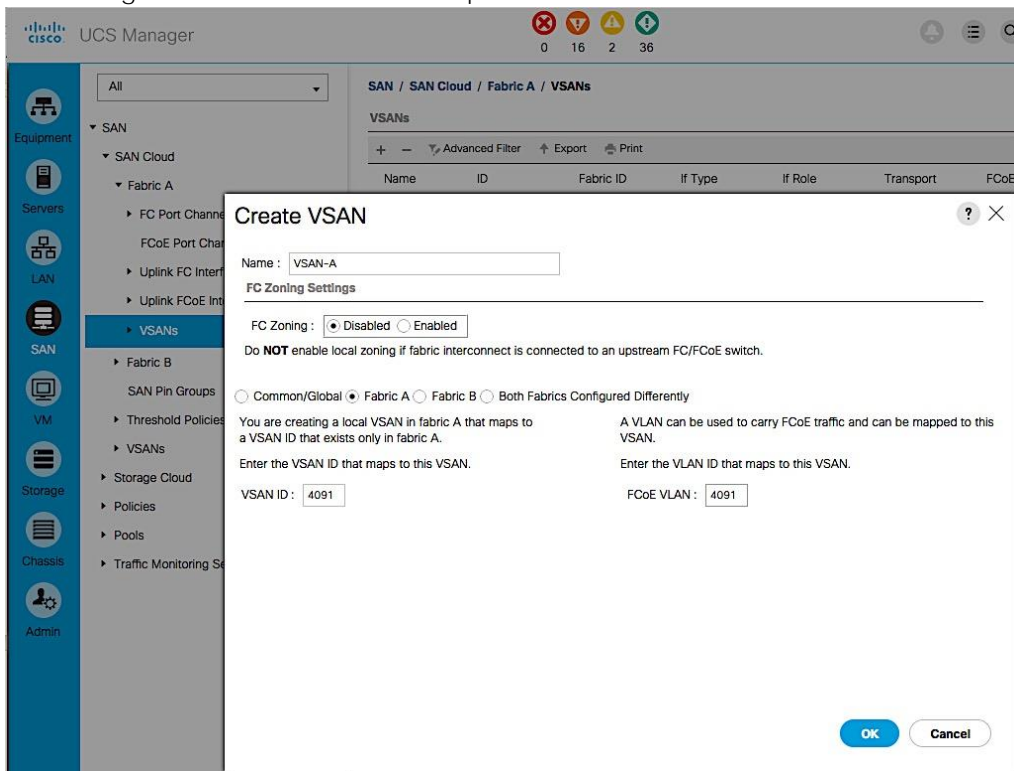 cisco. UCS Manager
0 16 2 36
Equipment
Servers
LAN
SAN
VM
Storage
Chassis
Admin
All
SAN
SAN Cloud
Fabric A
FC Port Channe
FCoE Port Chan
Uplink FC Interf
Uplink FCoE Int
VSANs
Fabric B
SAN Pin Groups
Threshold Policies
VSANs
Storage Cloud
Policies
Pools
Traffic Monitoring Se
SAN / SAN Cloud / Fabric A / VSANs
VSANs
+ − Advanced Filter Export Print
Name ID Fabric ID If Type If Role Transport FCoE
Create VSAN ? ×
Name : VSAN-A
FC Zoning Settings
FC Zoning : Disabled Enabled
Do NOT enable local zoning if fabric interconnect is connected to an upstream FC/FCoE switch.
Common/Global Fabric A Fabric B Both Fabrics Configured Differently
You are creating a local VSAN in fabric A that maps to
a VSAN ID that exists only in fabric A.
Enter the VSAN ID that maps to this VSAN.
VSAN ID : 4091
A VLAN can be used to carry FCoE traffic and can be mapped to this
VSAN.
Enter the VLAN ID that maps to this VSAN.
FCoE VLAN : 4091
OK Cancel